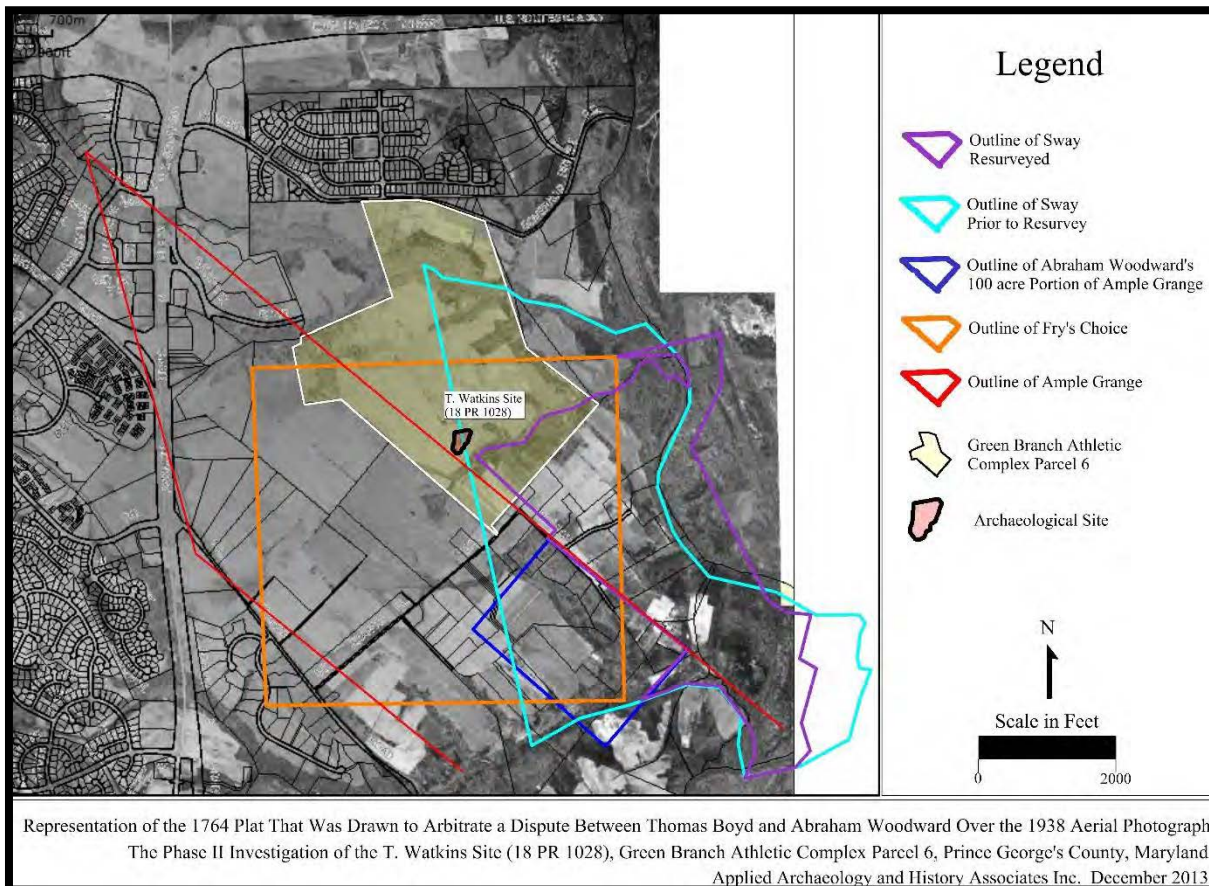 700m
Legend
Outline of Sway
Resurveyed
Outline of Sway
Prior to Resurvey
Outline of Abraham Woodward's
100 acre Portion of Ample Grange
Outline of Fry's Choice
Outline of Ample Grange
Green Branch Athletic
Complex Parcel 6
Archaeological Site
T. Watkins Site
(18 PR 1028)
N
Scale in Feet
0 2000
Representation of the 1764 Plat That Was Drawn to Arbitrate a Dispute Between Thomas Boyd and Abraham Woodward Over the 1938 Aerial Photograph
The Phase II Investigation of the T. Watkins Site (18 PR 1028), Green Branch Athletic Complex Parcel 6, Prince George's County, Maryland
Applied Archaeology and History Associates Inc. December 2013